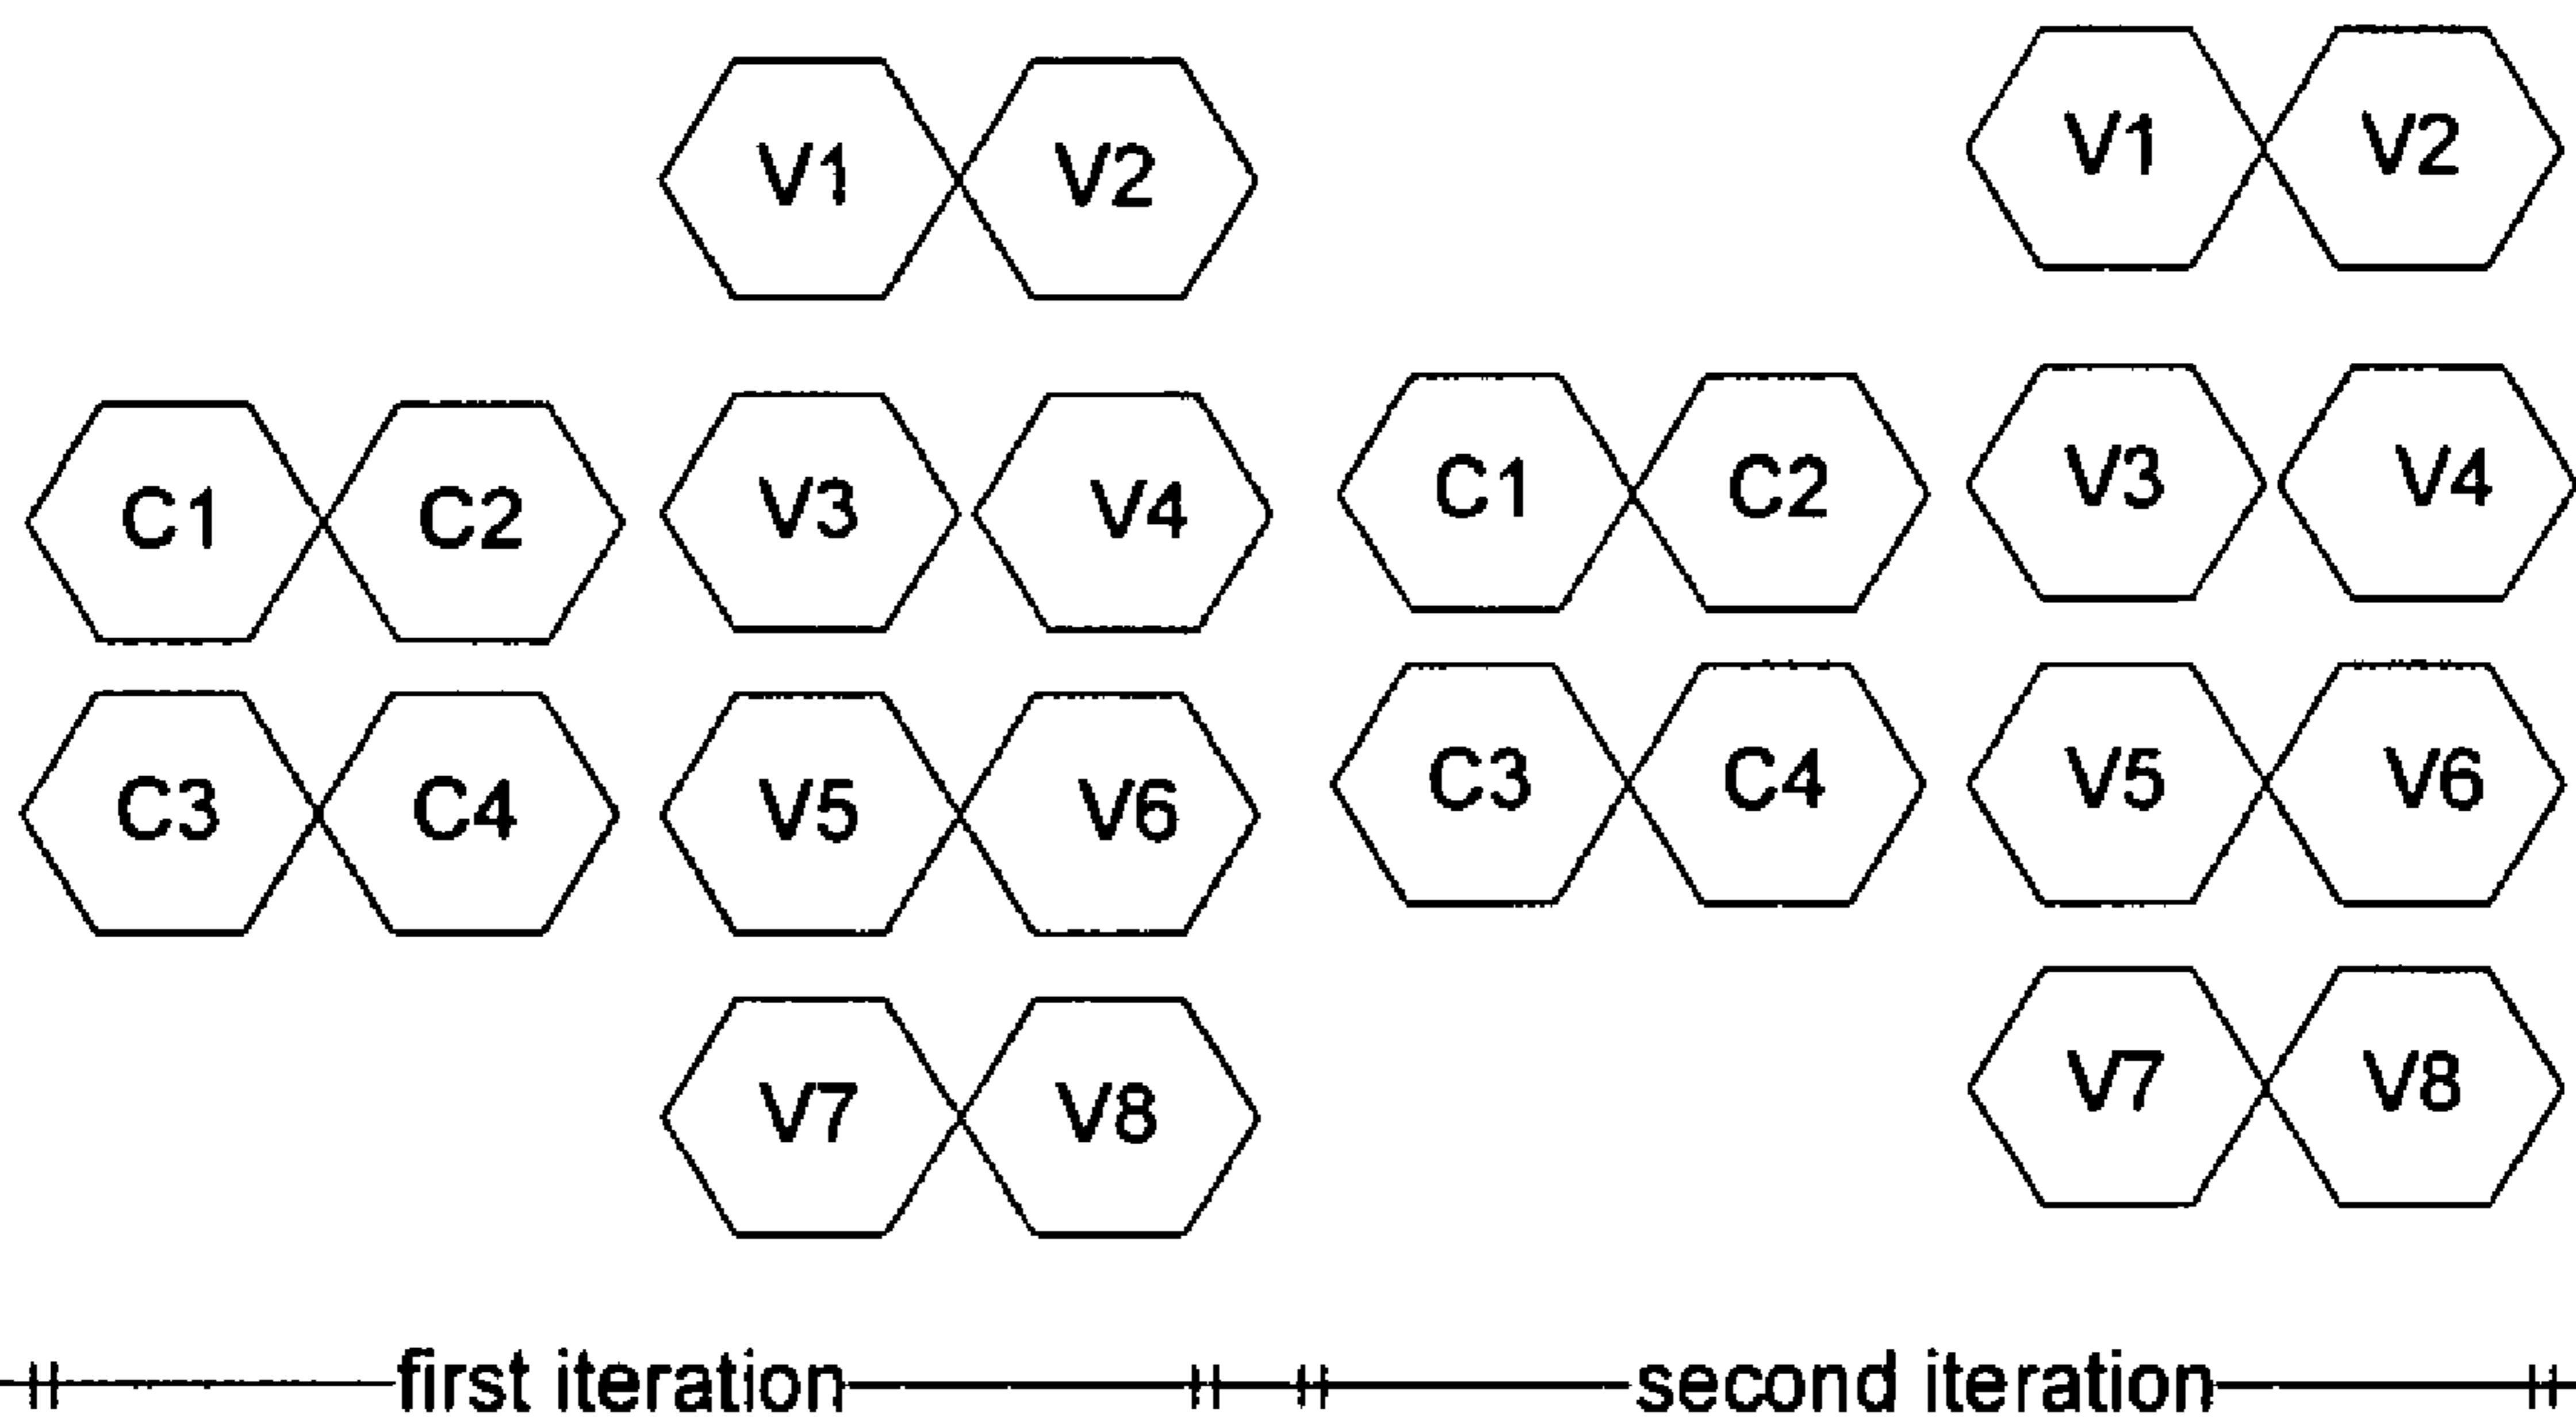 V1 V2 V1 V2
C1 C2 V3 V4 C1 C2 V3 V4
C3 C4 V5 V6 C3 C4 V5 V6
V7 V8 V7 V8
first iteration second iteration